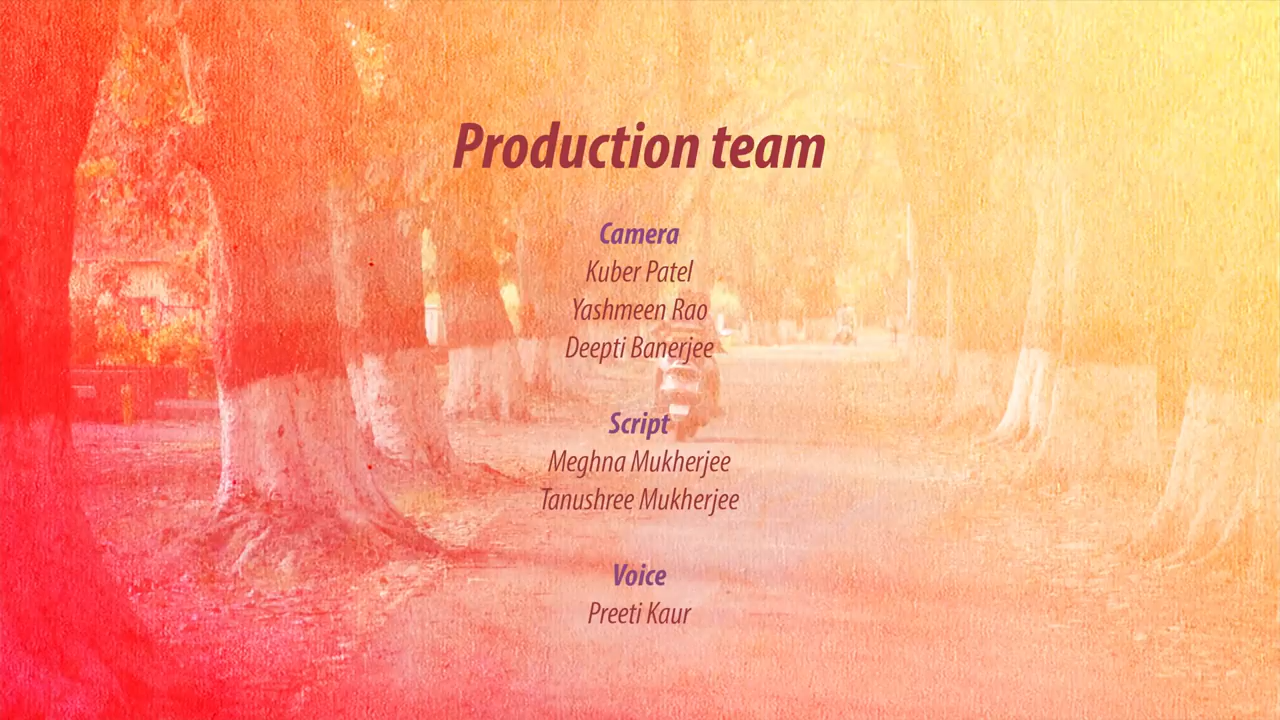 Production team
Camera
Kuber Patel
Yashmeen Rao
Deepti Banerjee
Script
Meghna Mukherjee
Tanushree Mukherjee
Voice
Preeti Kaur